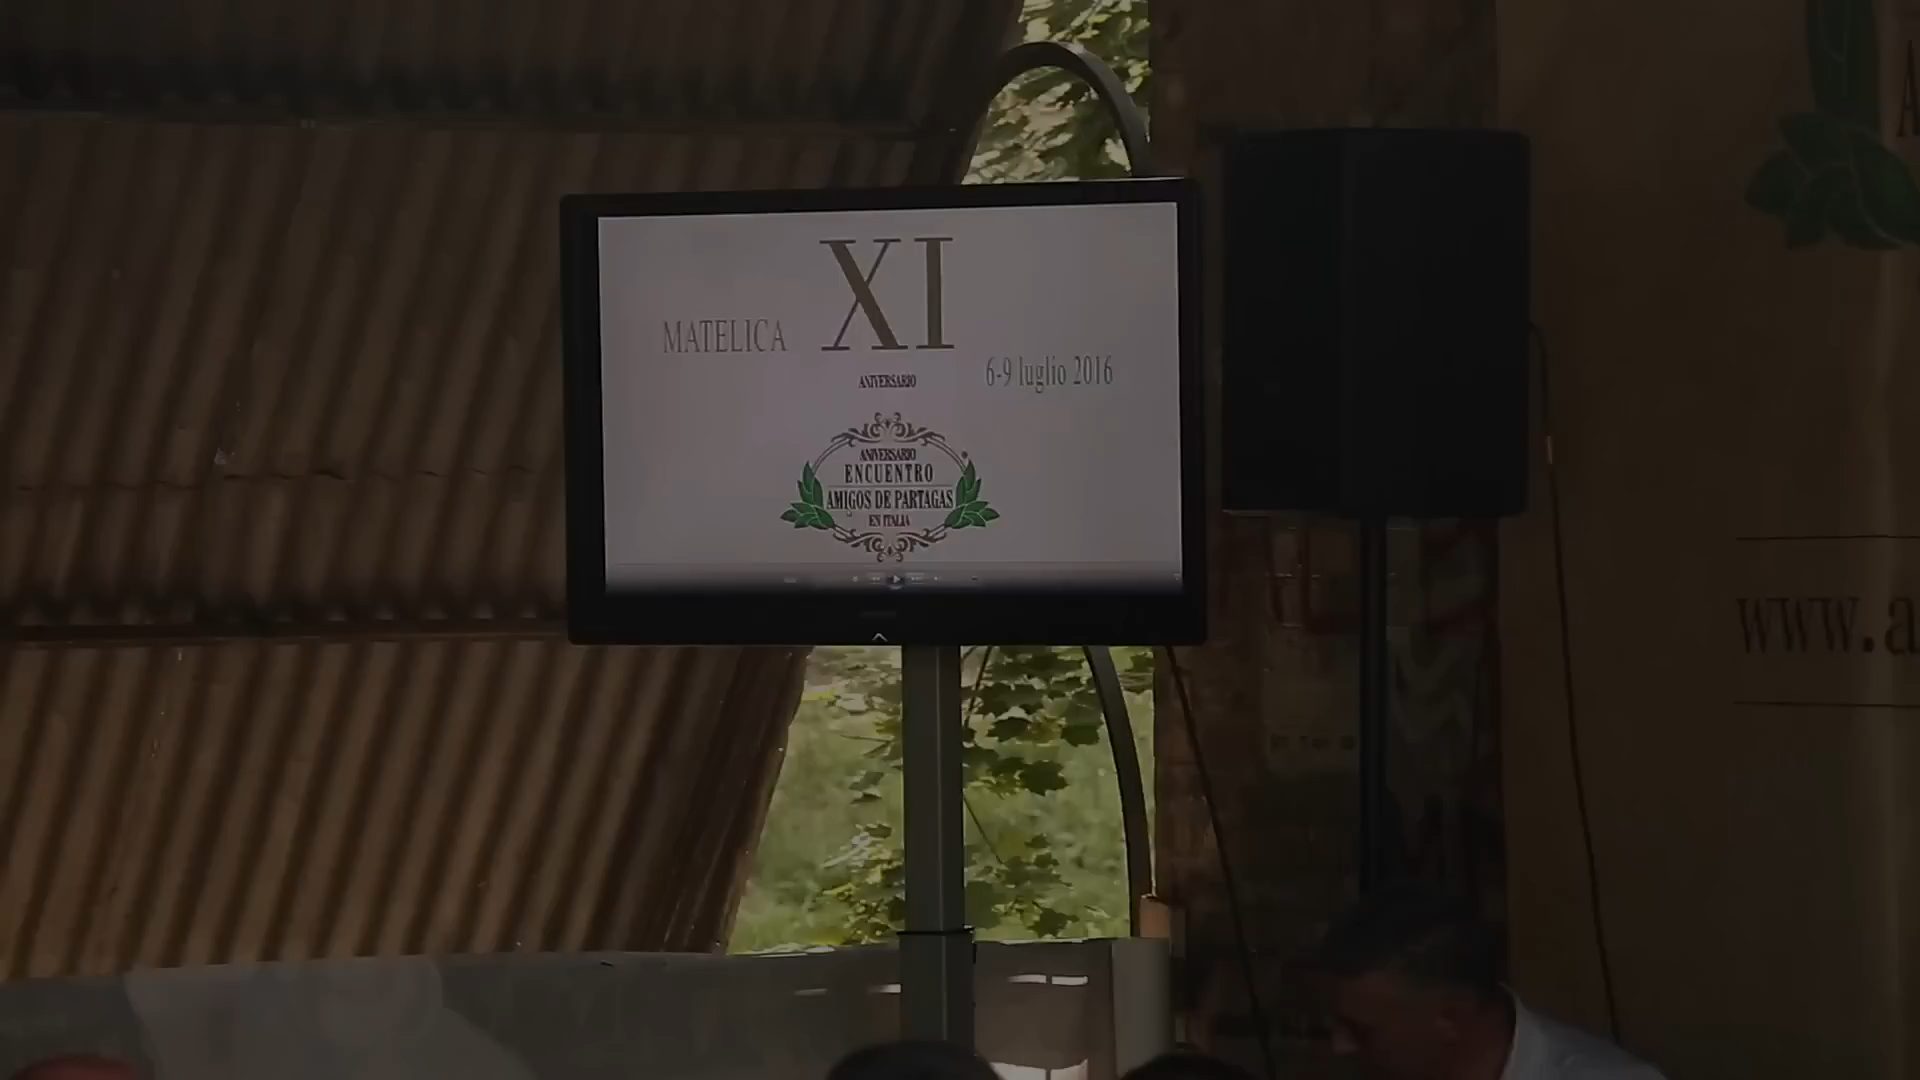 XI
MATELICA
6-9 luglio 2016
ANIVERSARIO
ANIVERSARIO
ENCUENTRO
AMIGOS DE PARTAGAS
EN ITALIA
www.a
A